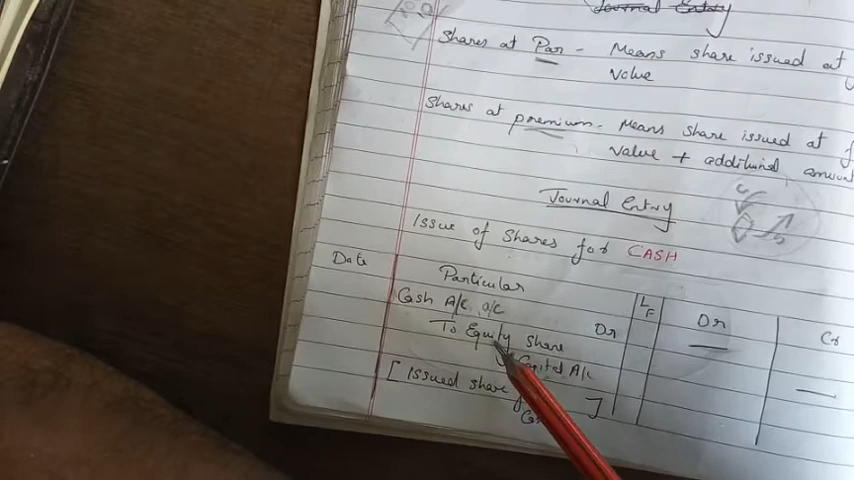 Journal Entry
Shares at Par - Means share issued at
Value
Shares at premium - Means share issued at f
value + additional amount
Journal Entry
Issue of Shares for CASH
Date Particular LF Dr Cr
Cash A/c a/c Dr
To Equity share
Capital A/c
[Issued share ]